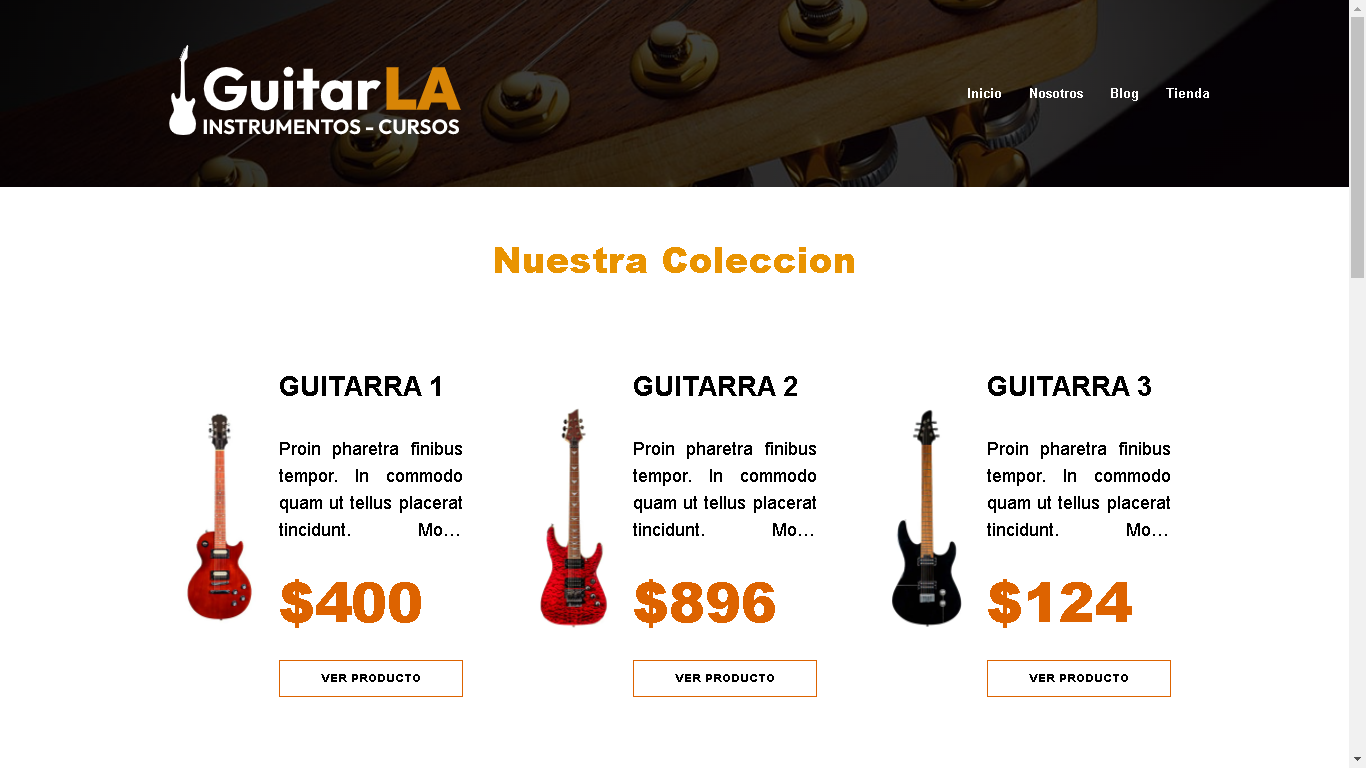 GuitarLA
INSTRUMENTOS - CURSOS
Inicio Nosotros Blog Tienda
Nuestra Coleccion
GUITARRA 1
Proin pharetra finibus
tempor. In commodo
quam ut tellus placerat
tincidunt. Mo...
$400
VER PRODUCTO
GUITARRA 2
Proin pharetra finibus
tempor. In commodo
quam ut tellus placerat
tincidunt. Mo...
$896
VER PRODUCTO
GUITARRA 3
Proin pharetra finibus
tempor. In commodo
quam ut tellus placerat
tincidunt. Mo...
$124
VER PRODUCTO